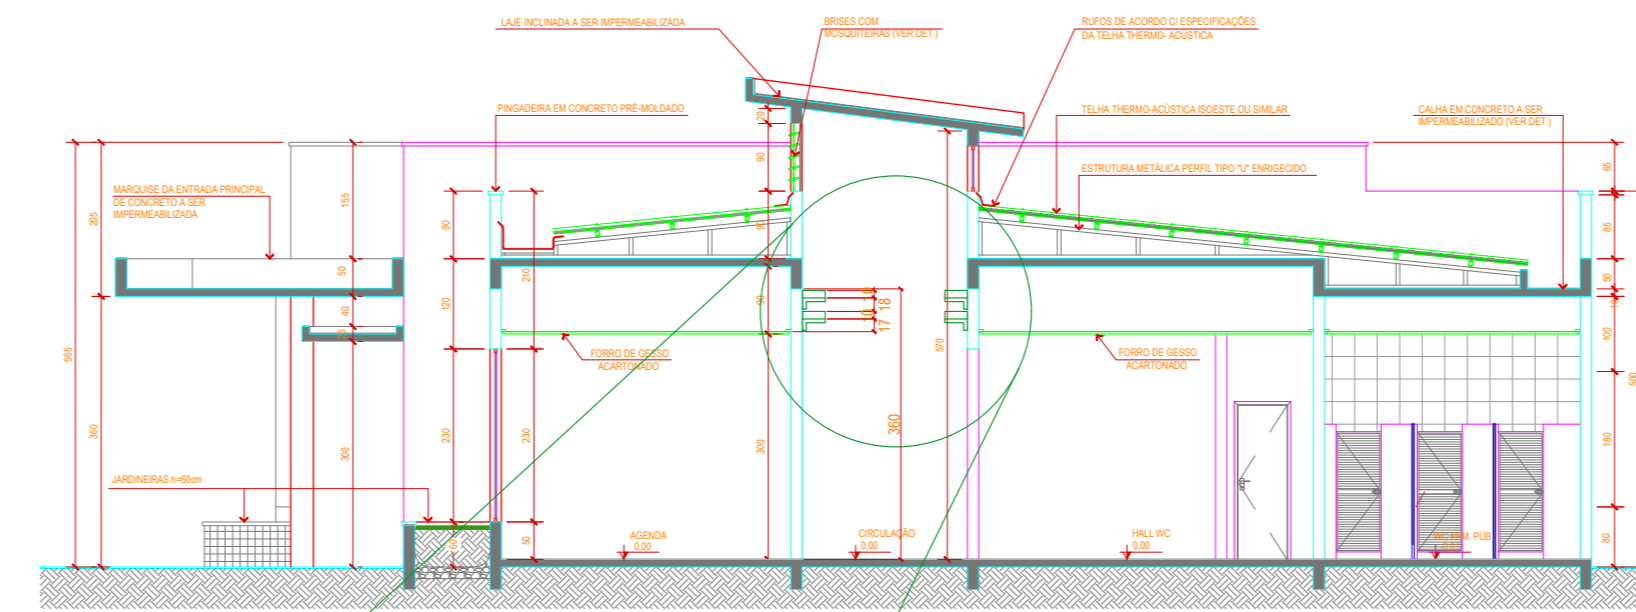 LAJE INCLINADA A SER IMPERMEABILIZADA
BRISES COM
MOSQUITEIRAS (VER DET.)
RUFOS DE ACORDO C/ ESPECIFICAÇÕES
DA TELHA THERMO- ACÚSTICA
PINGADEIRA EM CONCRETO PRÉ-MOLDADO
TELHA THERMO-ACÚSTICA ISOESTE OU SIMILAR
CALHA EM CONCRETO A SER
IMPERMEABILIZADO (VER DET.)
MARQUISE DA ENTRADA PRINCIPAL
DE CONCRETO A SER
IMPERMEABILIZADA
ESTRUTURA METÁLICA PERFIL TIPO "U" ENRIGECIDO
FORRO DE GESSO
ACARTONADO
FORRO DE GESSO
ACARTONADO
JARDINEIRAS h=60cm
AGENDA
0,00
CIRCULAÇÃO
0,00
HALL WC
0,00
WC FEM. PÚB.
565
205
360
155
50
40
20
300
90
120
230
60
210
230
50
20
90
90
90
300
10
18
10
17
360
570
65
85
50
100
180
80
500